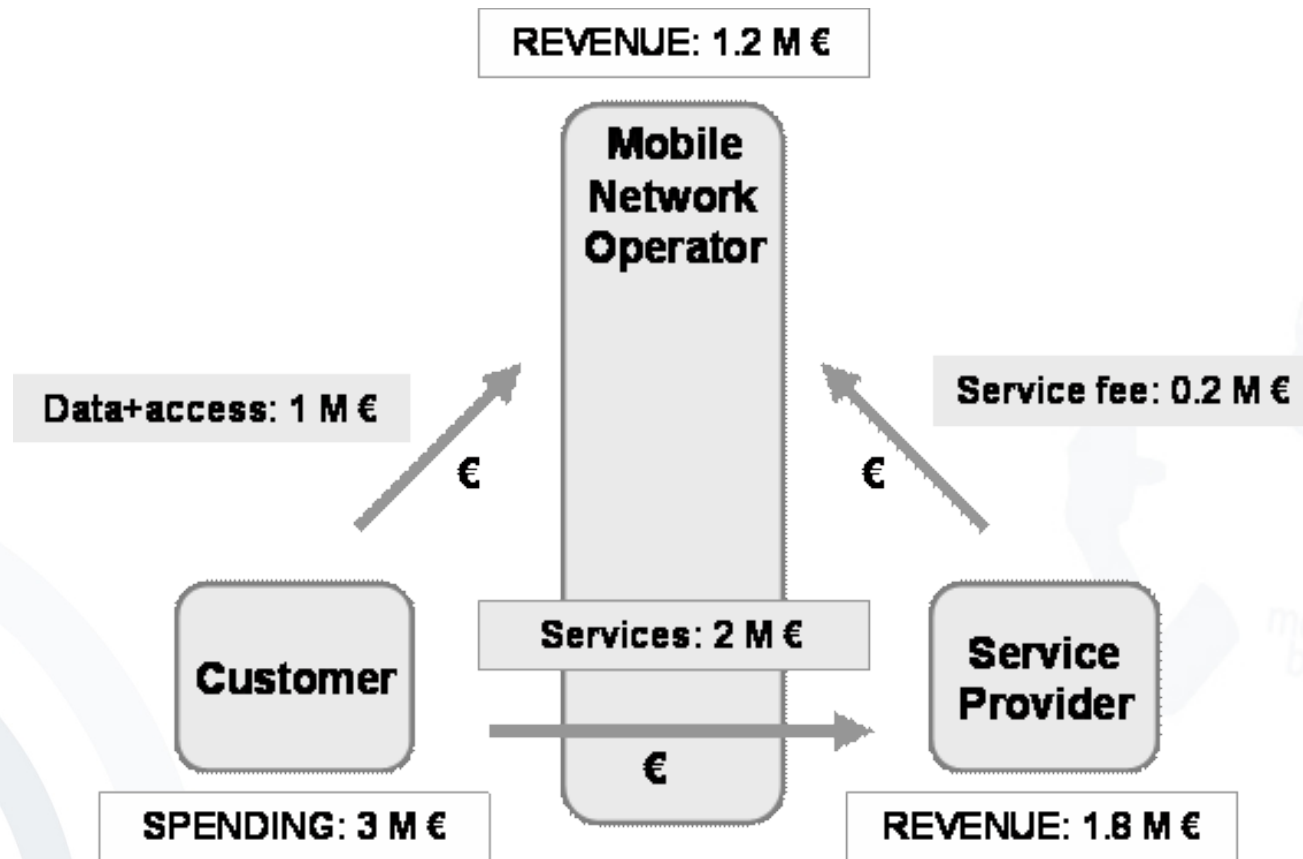 REVENUE: 1.2 M €
Mobile
Network
Operator
Data+access: 1 M €
Service fee: 0.2 M €
€
€
Services: 2 M €
Customer
Service
Provider
€
SPENDING: 3 M €
REVENUE: 1.8 M €